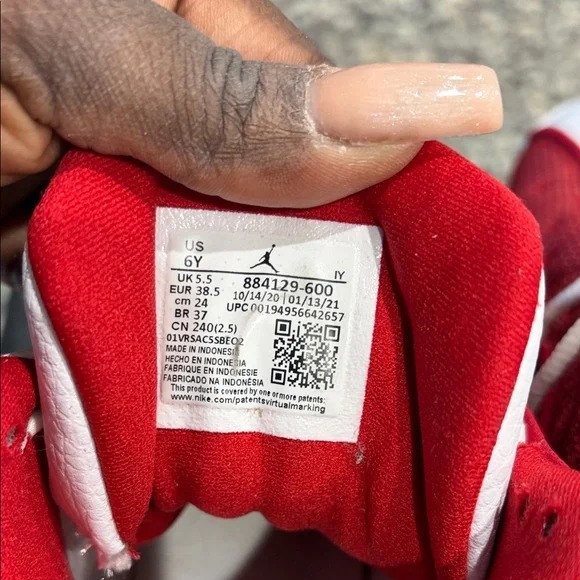 US
6Y
UK 5.5
EUR 38.5
cm 24
BR 37
CN 240(2.5)
01VRSAC5SBEQ2
IY
884129-600
10/14/20 01/13/21
UPC 00194956642657
MADE IN INDONESIA
HECHO EN INDONESIA
FABRIQUE EN INDONESIE
FABRICADO NA INDONÉSIA
This product is covered by one or more patents:
www.nike.com/patentsvirtualmarking